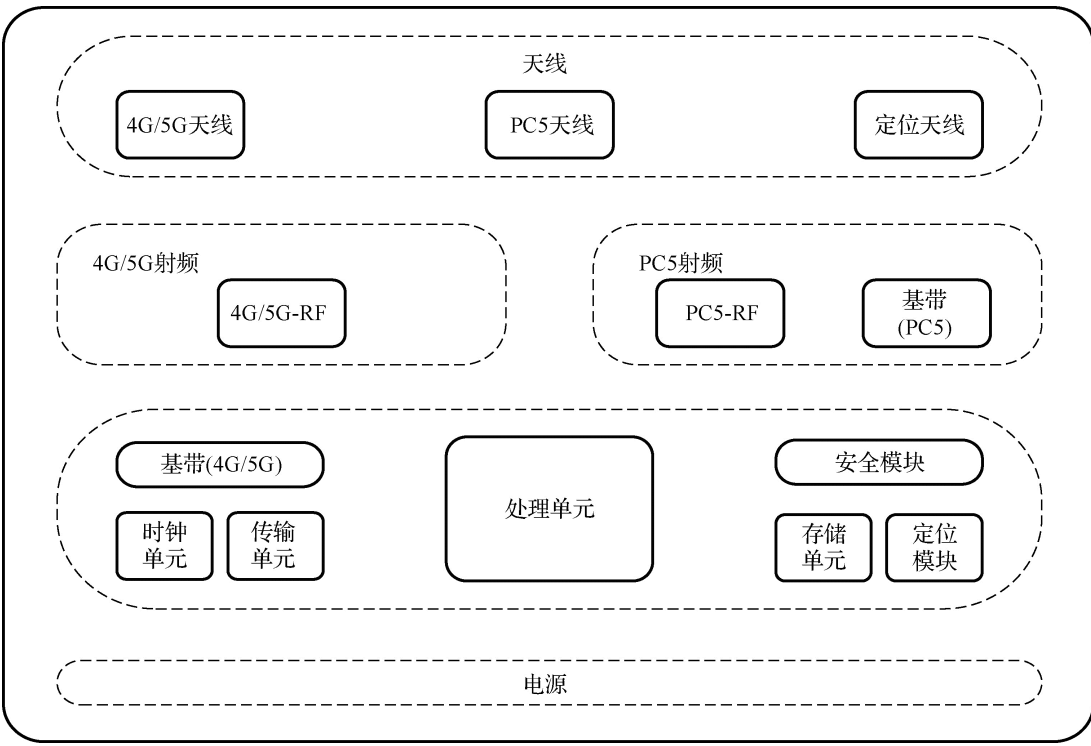 天线
4G/5G天线
PC5天线
定位天线
4G/5G射频
4G/5G-RF
PC5射频
PC5-RF
基带
(PC5)
基带(4G/5G)
时钟
单元
传输
单元
处理单元
安全模块
存储
单元
定位
模块
电源